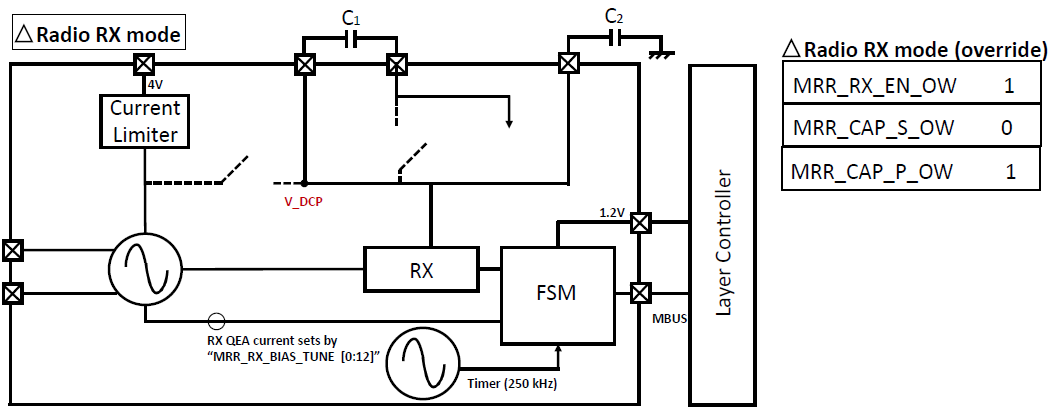 △ Radio RX mode
C1
C2
△ Radio RX mode (override)
4V
MRR_RX_EN_OW 1
Current
Limiter
MRR_CAP_S_OW 0
MRR_CAP_P_OW 1
V_DCP
1.2V
RX
FSM
Layer Controller
MBUS
RX QEA current sets by
“MRR_RX_BIAS_TUNE [0:12]”
Timer (250 kHz)